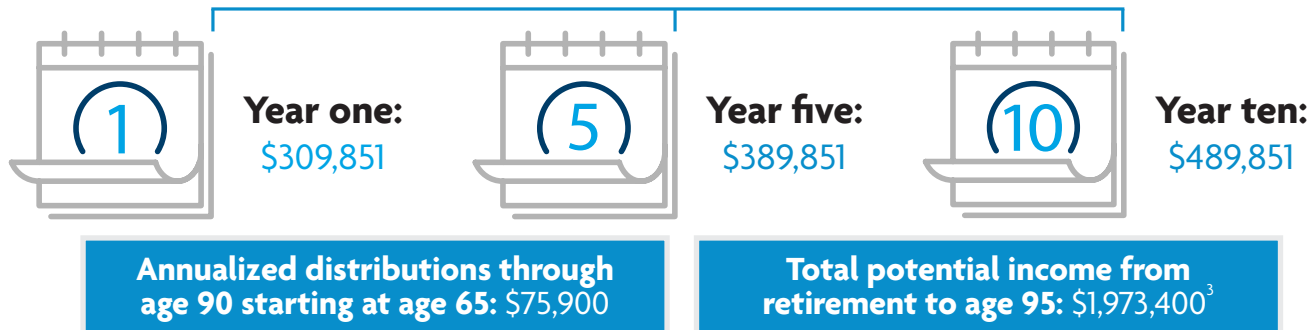 1
Year one:
$309,851
5
Year five:
$389,851
10
Year ten:
$489,851
Annualized distributions through
age 90 starting at age 65: $75,900
Total potential income from
retirement to age 95: $1,973,400³